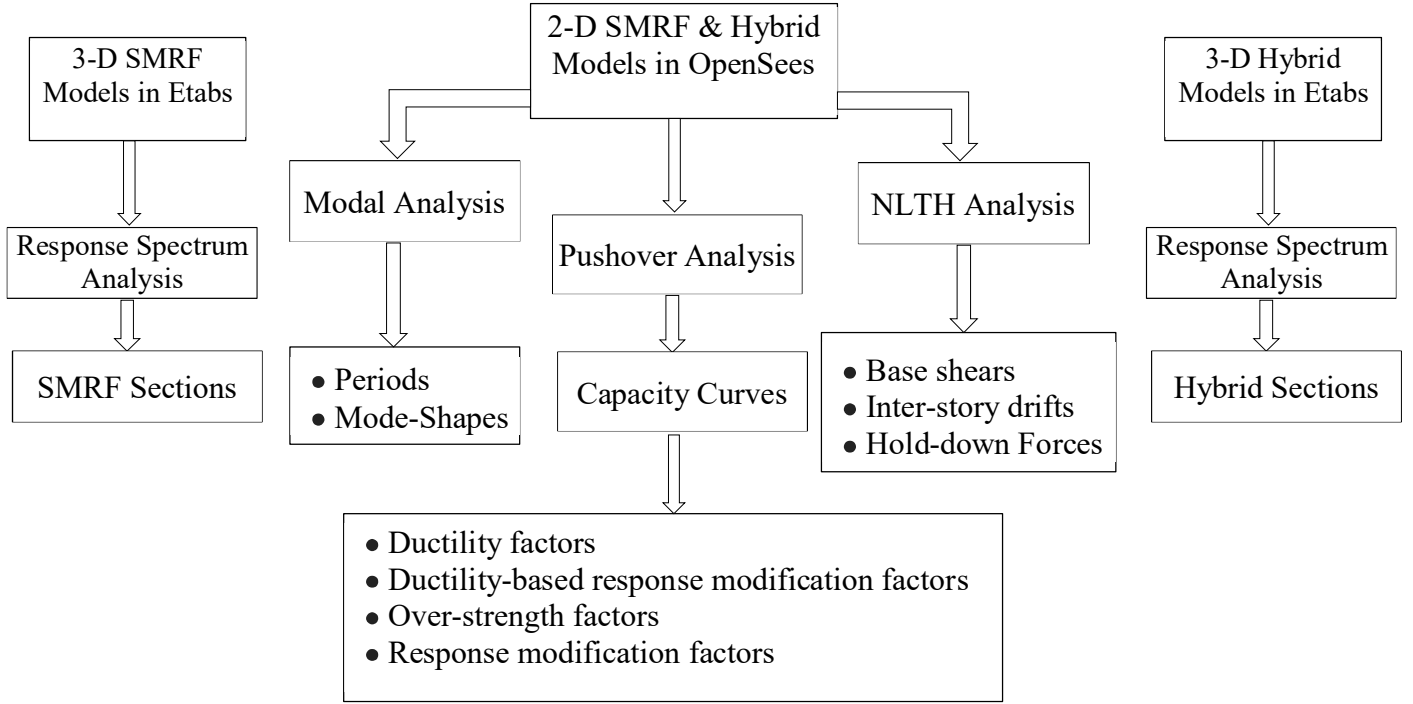 3-D SMRF
Models in Etabs
Response Spectrum
Analysis
SMRF Sections
2-D SMRF & Hybrid
Models in OpenSees
Modal Analysis
● Periods
● Mode-Shapes
Pushover Analysis
Capacity Curves
NLTH Analysis
● Base shears
● Inter-story drifts
● Hold-down Forces
● Ductility factors
● Ductility-based response modification factors
● Over-strength factors
● Response modification factors
3-D Hybrid
Models in Etabs
Response Spectrum
Analysis
Hybrid Sections